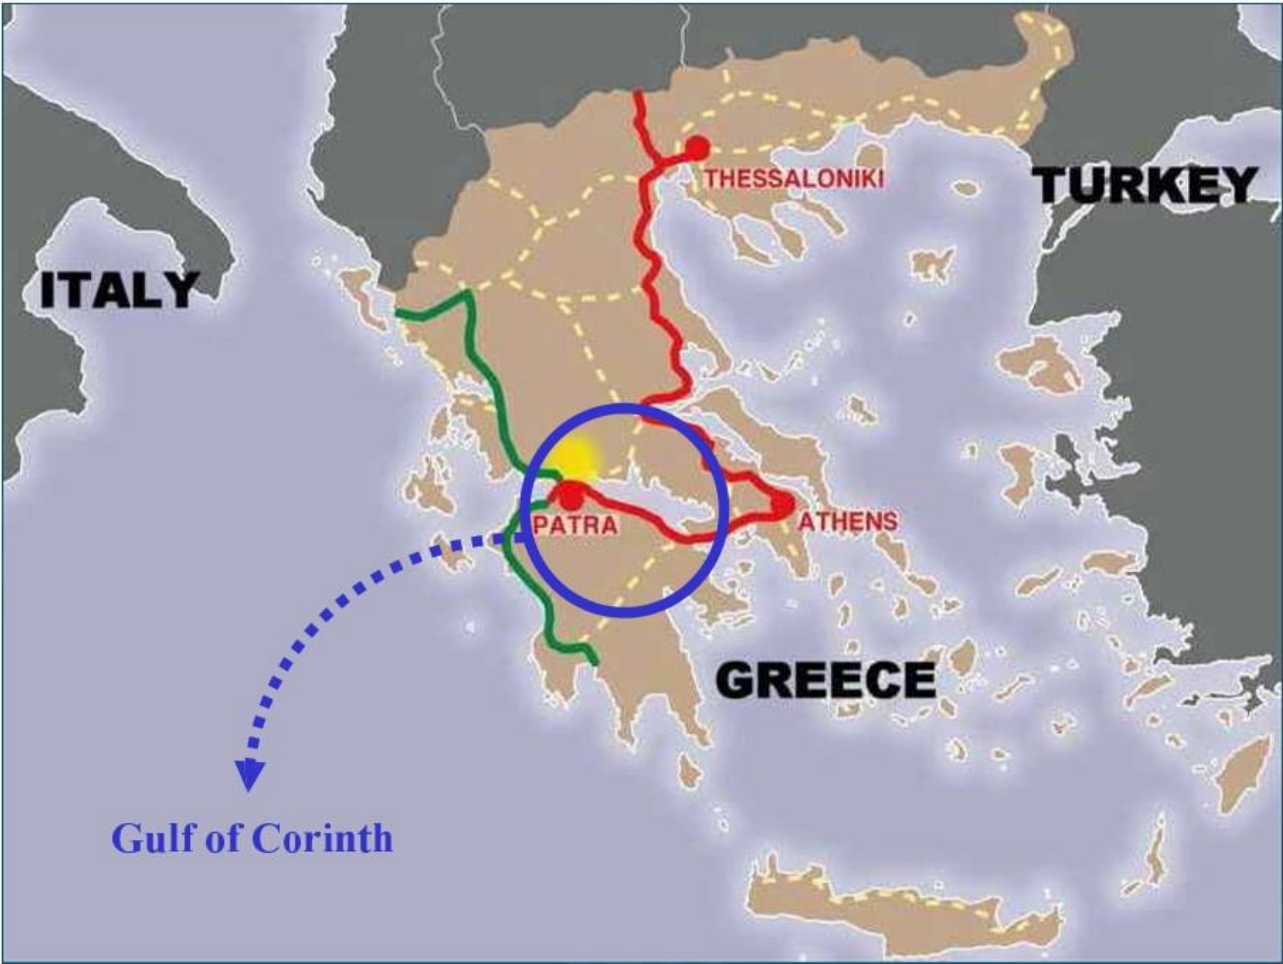 THESSALONIKI
TURKEY
ITALY
PATRA
ATHENS
GREECE
Gulf of Corinth